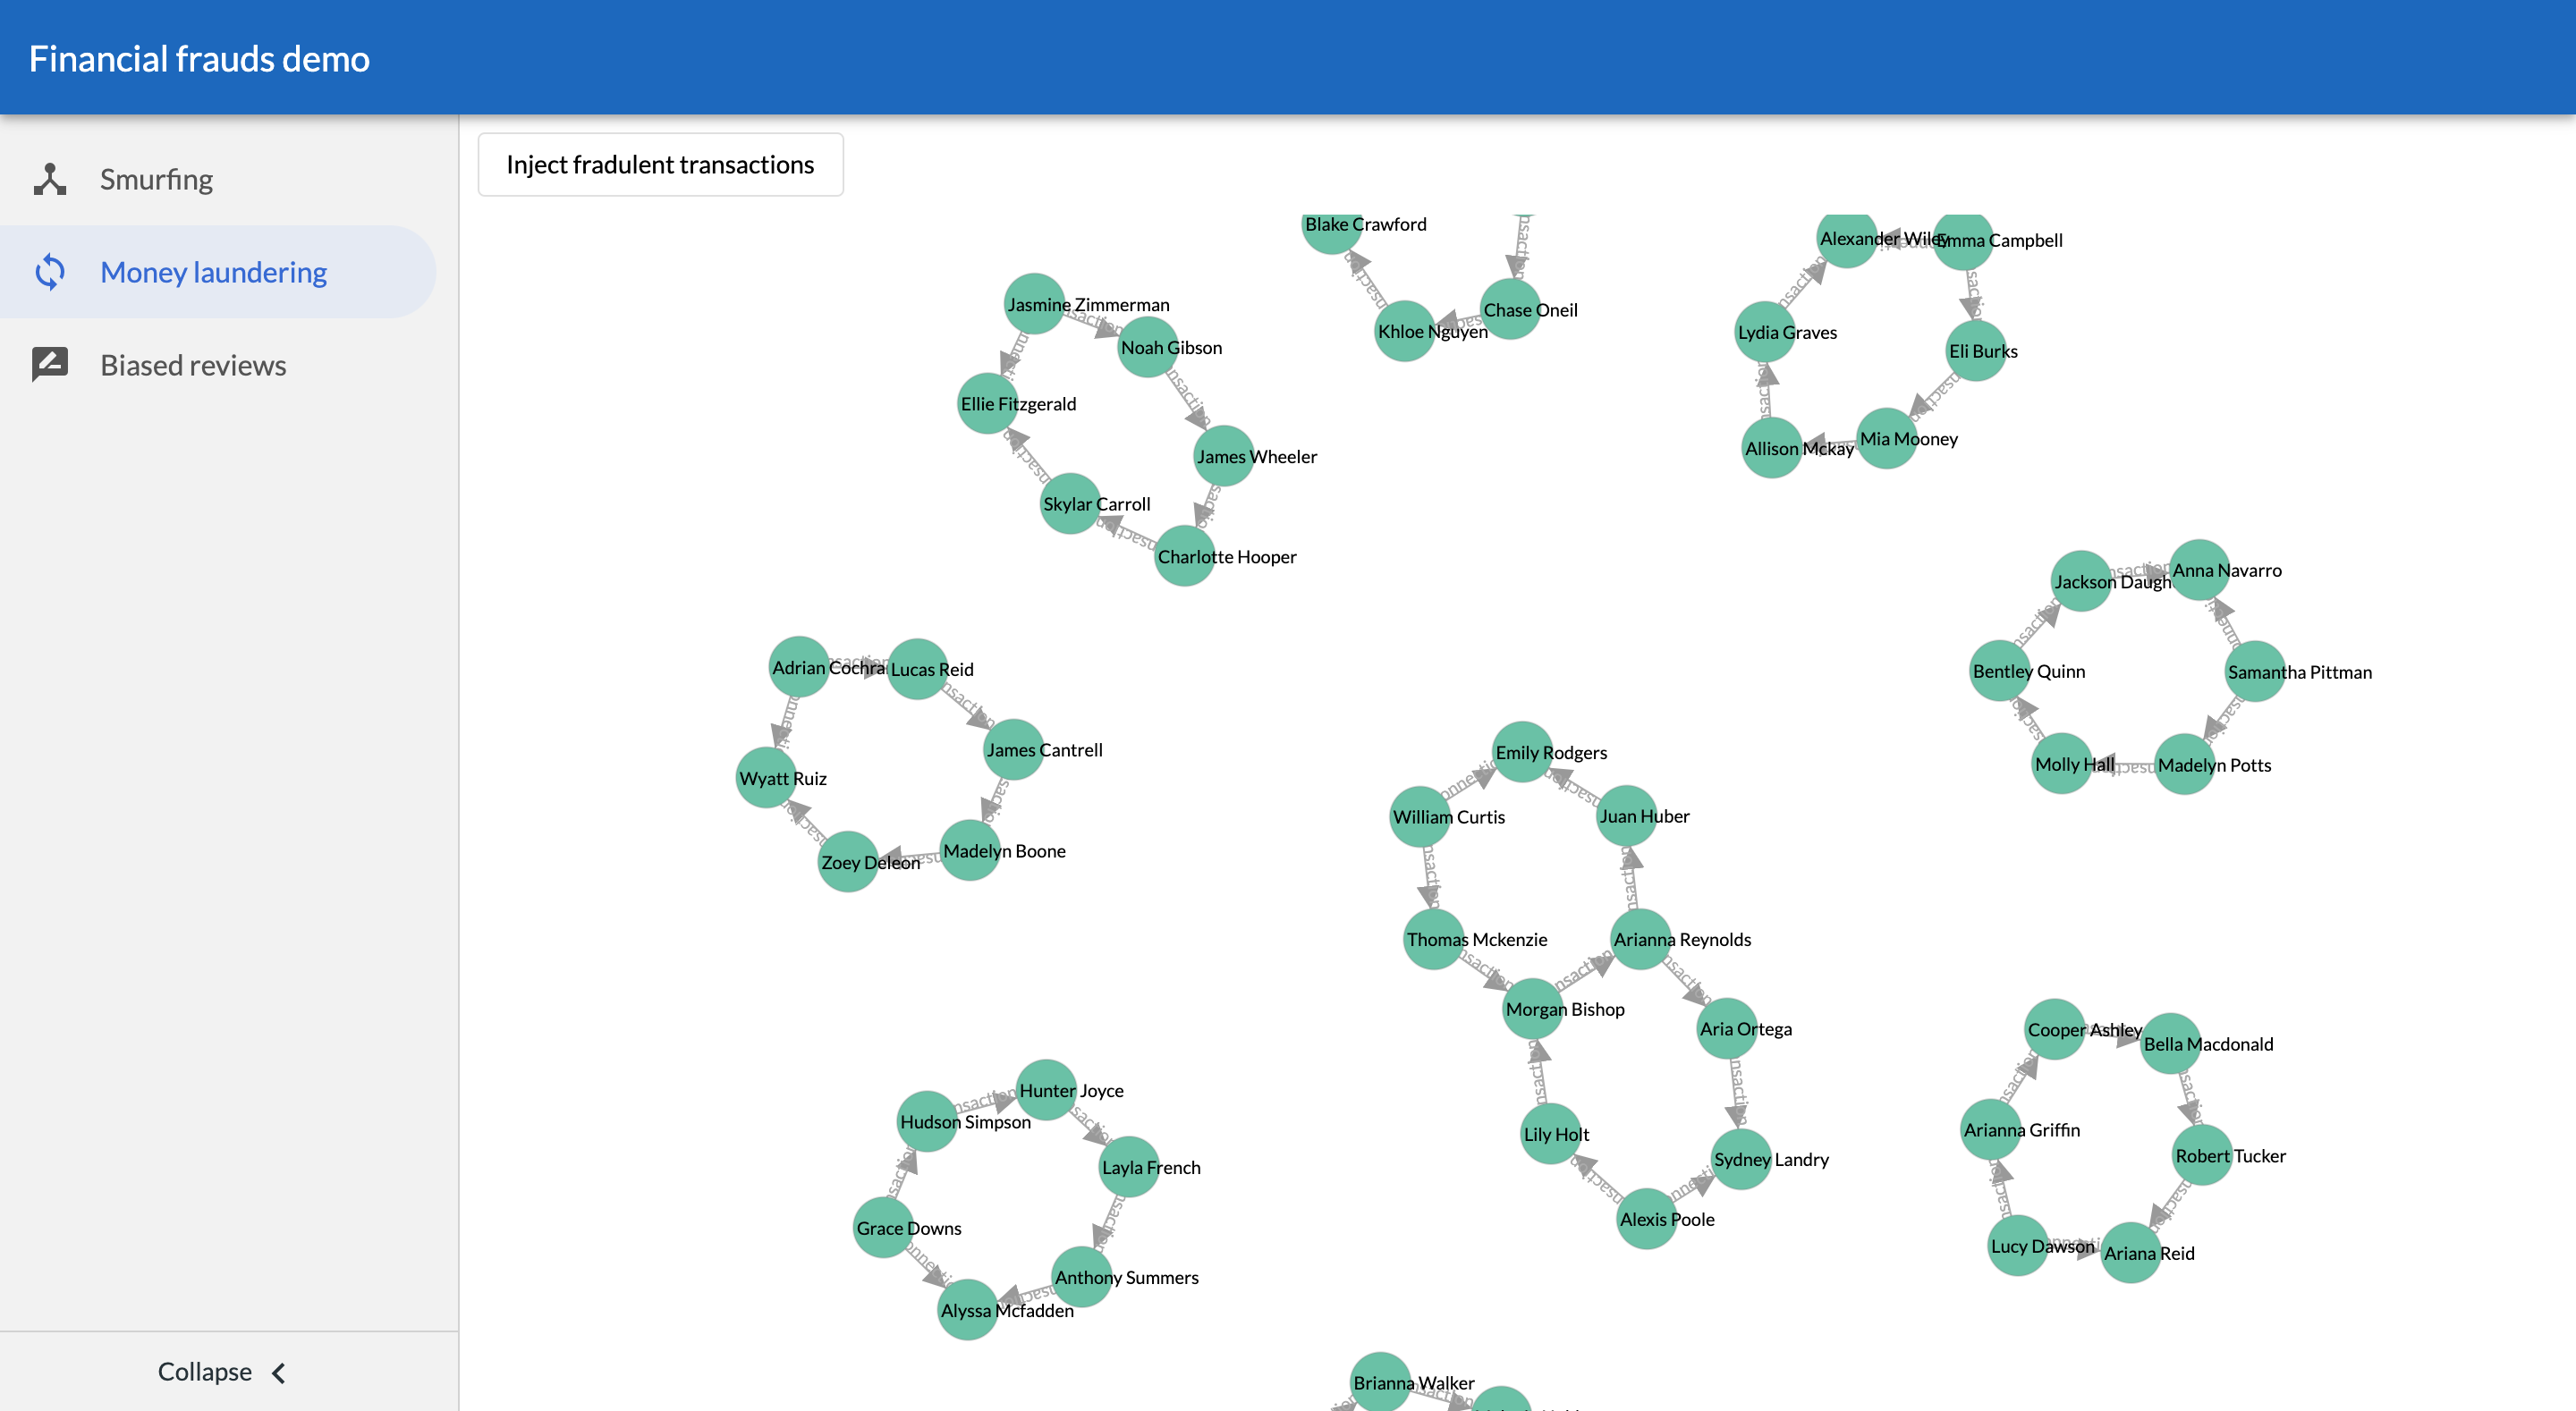 Financial frauds demo
Smurfing
Money laundering
Biased reviews
Collapse
Inject fradulent transactions
Blake Crawford
Khloe Nguyen
Chase Oneil
Alexander Wiley
Emma Campbell
Lydia Graves
Eli Burks
Allison Mckay
Mia Mooney
Jasmine Zimmerman
Noah Gibson
Ellie Fitzgerald
James Wheeler
Skylar Carroll
Charlotte Hooper
Jackson Daugh
Anna Navarro
Bentley Quinn
Samantha Pittman
Molly Hall
Madelyn Potts
Adrian Cochra
Lucas Reid
James Cantrell
Wyatt Ruiz
Zoey Deleon
Madelyn Boone
Emily Rodgers
William Curtis
Juan Huber
Thomas Mckenzie
Arianna Reynolds
Morgan Bishop
Aria Ortega
Lily Holt
Sydney Landry
Alexis Poole
Cooper Ashley
Bella Macdonald
Arianna Griffin
Robert Tucker
Lucy Dawson
Ariana Reid
Hunter Joyce
Hudson Simpson
Layla French
Grace Downs
Anthony Summers
Alyssa Mcfadden
Brianna Walker